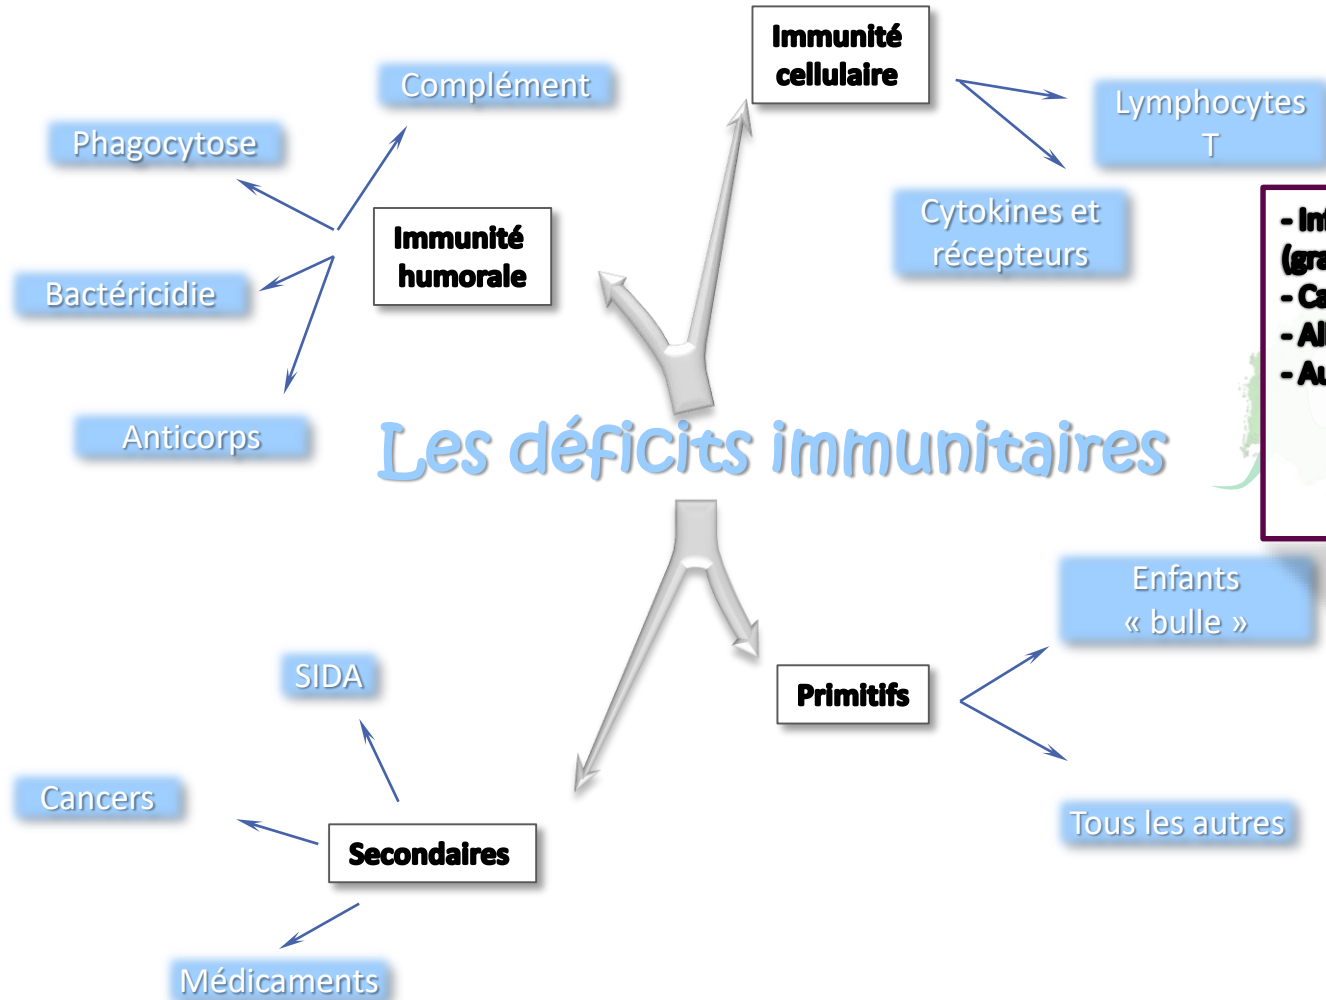 Immunité
cellulaire
Complément
Lymphocytes
T
Phagocytose
Cytokines et
récepteurs
Immunité
humorale
Bactéricidie
Anticorps
Les déficits immunitaires
Enfants
« bulle »
SIDA
Primitifs
Cancers
Tous les autres
Secondaires
Médicaments